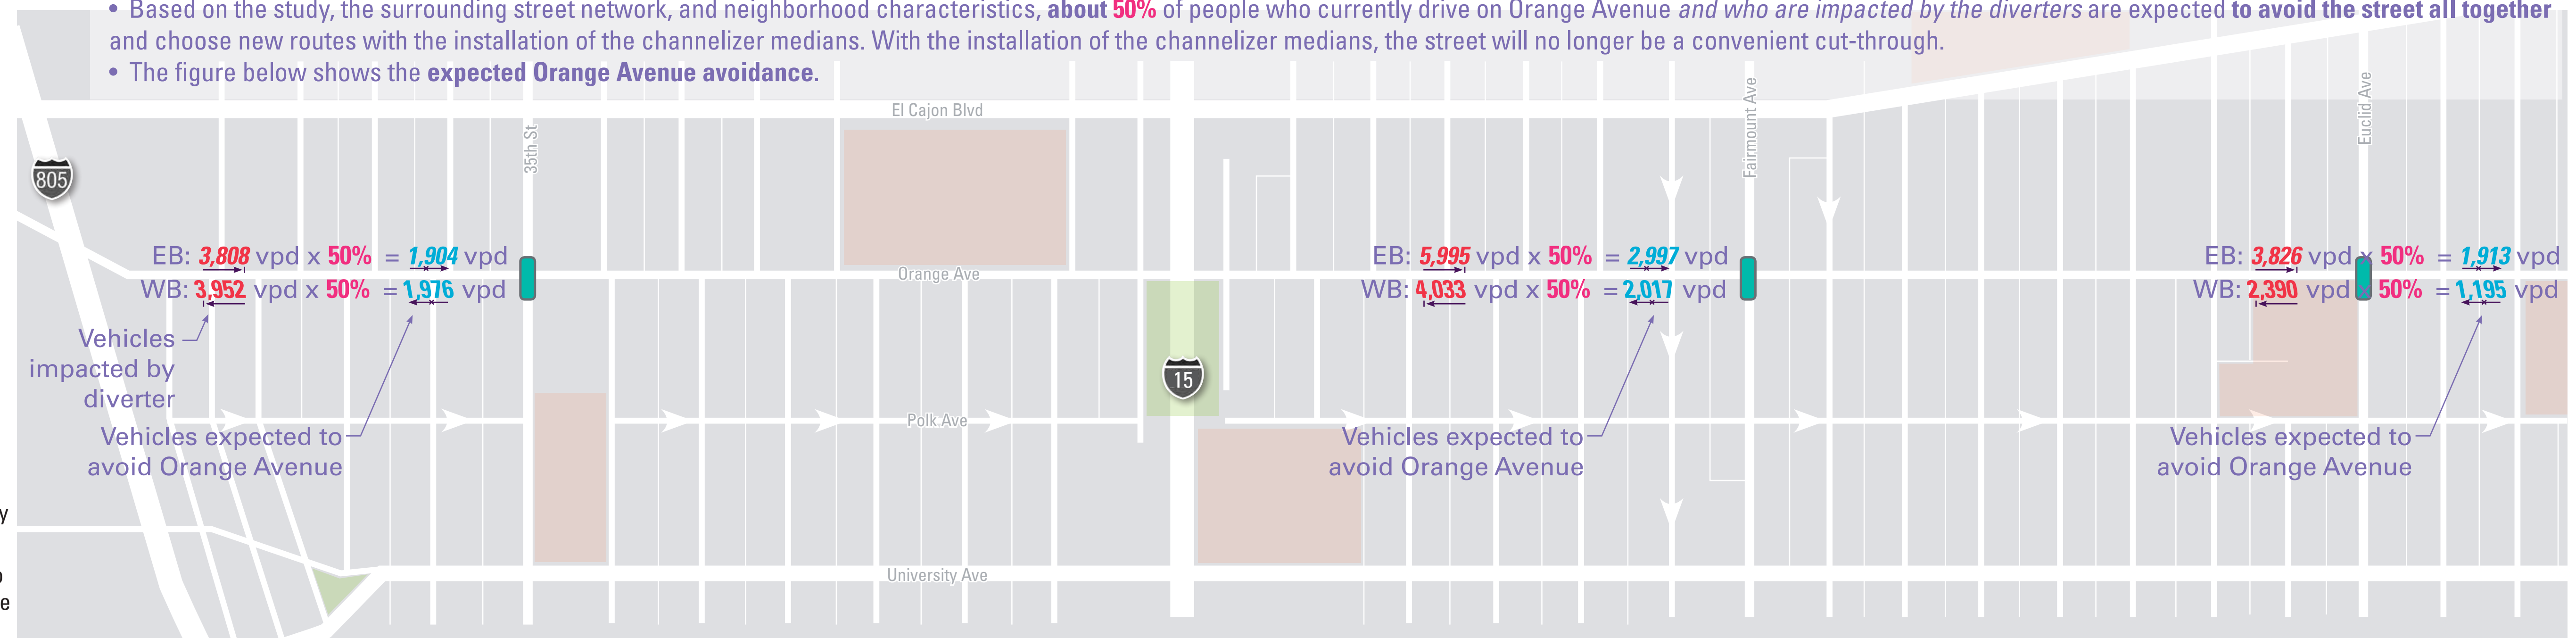 • Based on the study, the surrounding street network, and neighborhood characteristics, about 50% of people who currently drive on Orange Avenue and who are impacted by the diverters are expected to avoid the street all together
and choose new routes with the installation of the channelizer medians. With the installation of the channelizer medians, the street will no longer be a convenient cut-through.
• The figure below shows the expected Orange Avenue avoidance.
El Cajon Blvd
35th St
Fairmount Ave
Euclid Ave
805
EB: 3,808 vpd x 50% = 1,904 vpd
WB: 3,952 vpd x 50% = 1,976 vpd
Orange Ave
EB: 5,995 vpd x 50% = 2,997 vpd
WB: 4,033 vpd x 50% = 2,017 vpd
EB: 3,826 vpd x 50% = 1,913 vpd
WB: 2,390 vpd x 50% = 1,195 vpd
Vehicles
impacted by
diverter
15
Polk Ave
Vehicles expected to
avoid Orange Avenue
Vehicles expected to
avoid Orange Avenue
Vehicles expected to
avoid Orange Avenue
University Ave